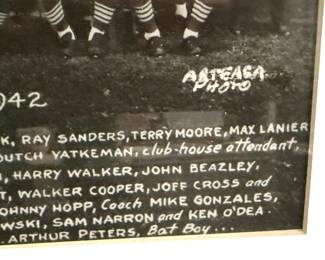 ARTEAGA
PHOTO
942
K, RAY SANDERS, TERRY MOORE, MAX LANIER
DUTCH YATKEMAN, club-house attendant,
, HARRY WALKER, JOHN BEAZLEY,
T, WALKER COOPER, JOFF CROSS and
OHNNY HOPP, Coach MIKE GONZALES,
WSKI, SAM NARRON and KEN O'DEA.
ARTHUR PETERS, Bat Boy...